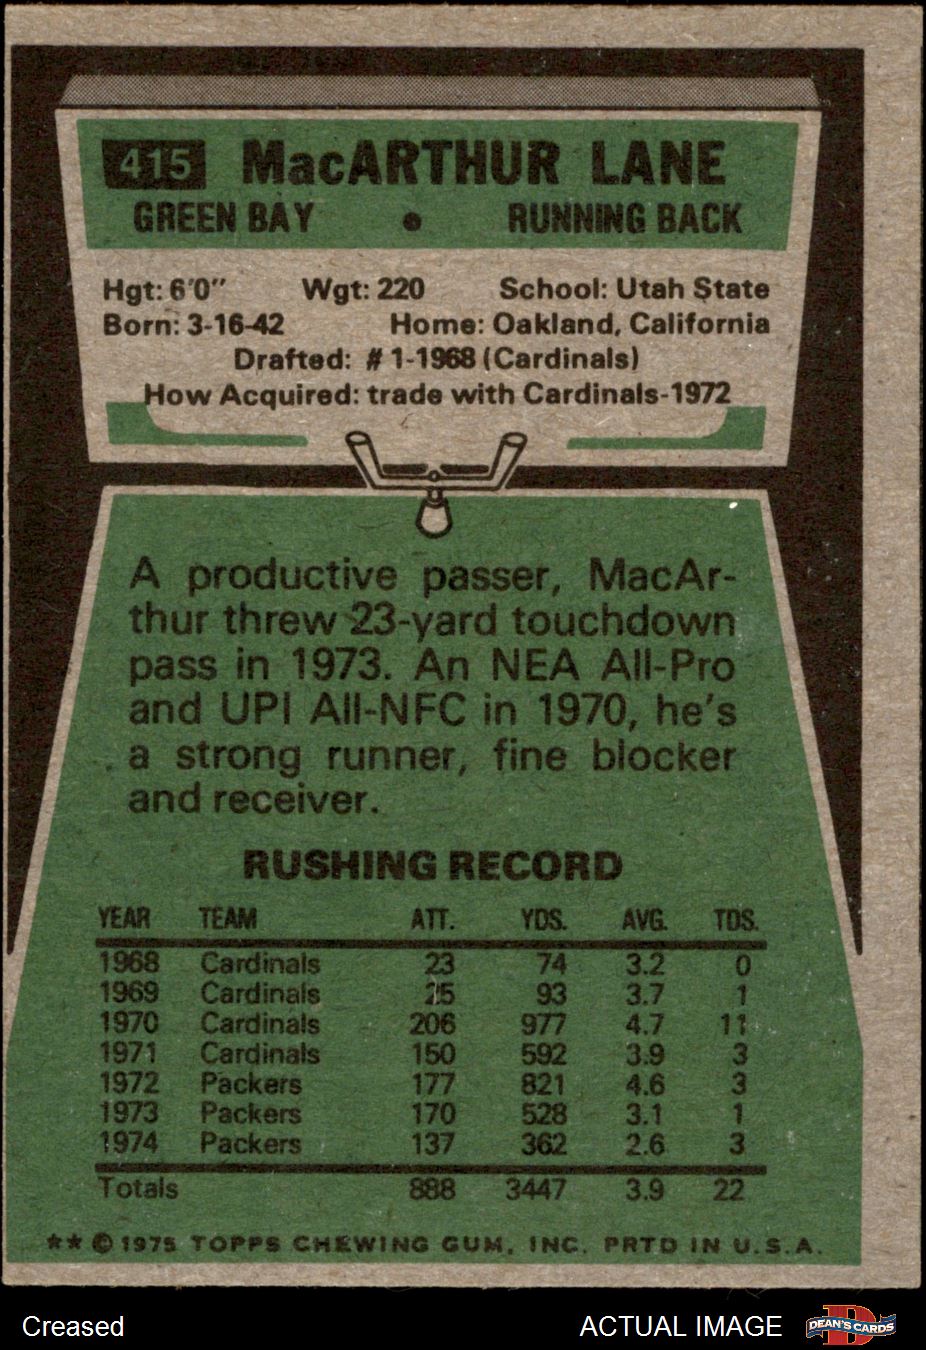 415 MacARTHUR LANE
GREEN BAY • RUNNING BACK
Hgt: 6'0" Wgt: 220 School: Utah State
Born: 3-16-42 Home: Oakland, California
Drafted: #1-1968 (Cardinals)
How Acquired: trade with Cardinals-1972
A productive passer, MacAr-
thur threw 23-yard touchdown
pass in 1973. An NEA All-Pro
and UPI All-NFC in 1970, he's
a strong runner, fine blocker
and receiver.
RUSHING RECORD
YEAR TEAM ATT. YDS. AVG. TDS.
1968 Cardinals 23 74 3.2 0
1969 Cardinals 25 93 3.7 1
1970 Cardinals 206 977 4.7 11
1971 Cardinals 150 592 3.9 3
1972 Packers 177 821 4.6 3
1973 Packers 170 528 3.1 1
1974 Packers 137 362 2.6 3
Totals 888 3447 3.9 22
** © 1975 TOPPS CHEWING GUM, INC. PRTD IN U.S.A.
Creased ACTUAL IMAGE D DEAN'S CARDS